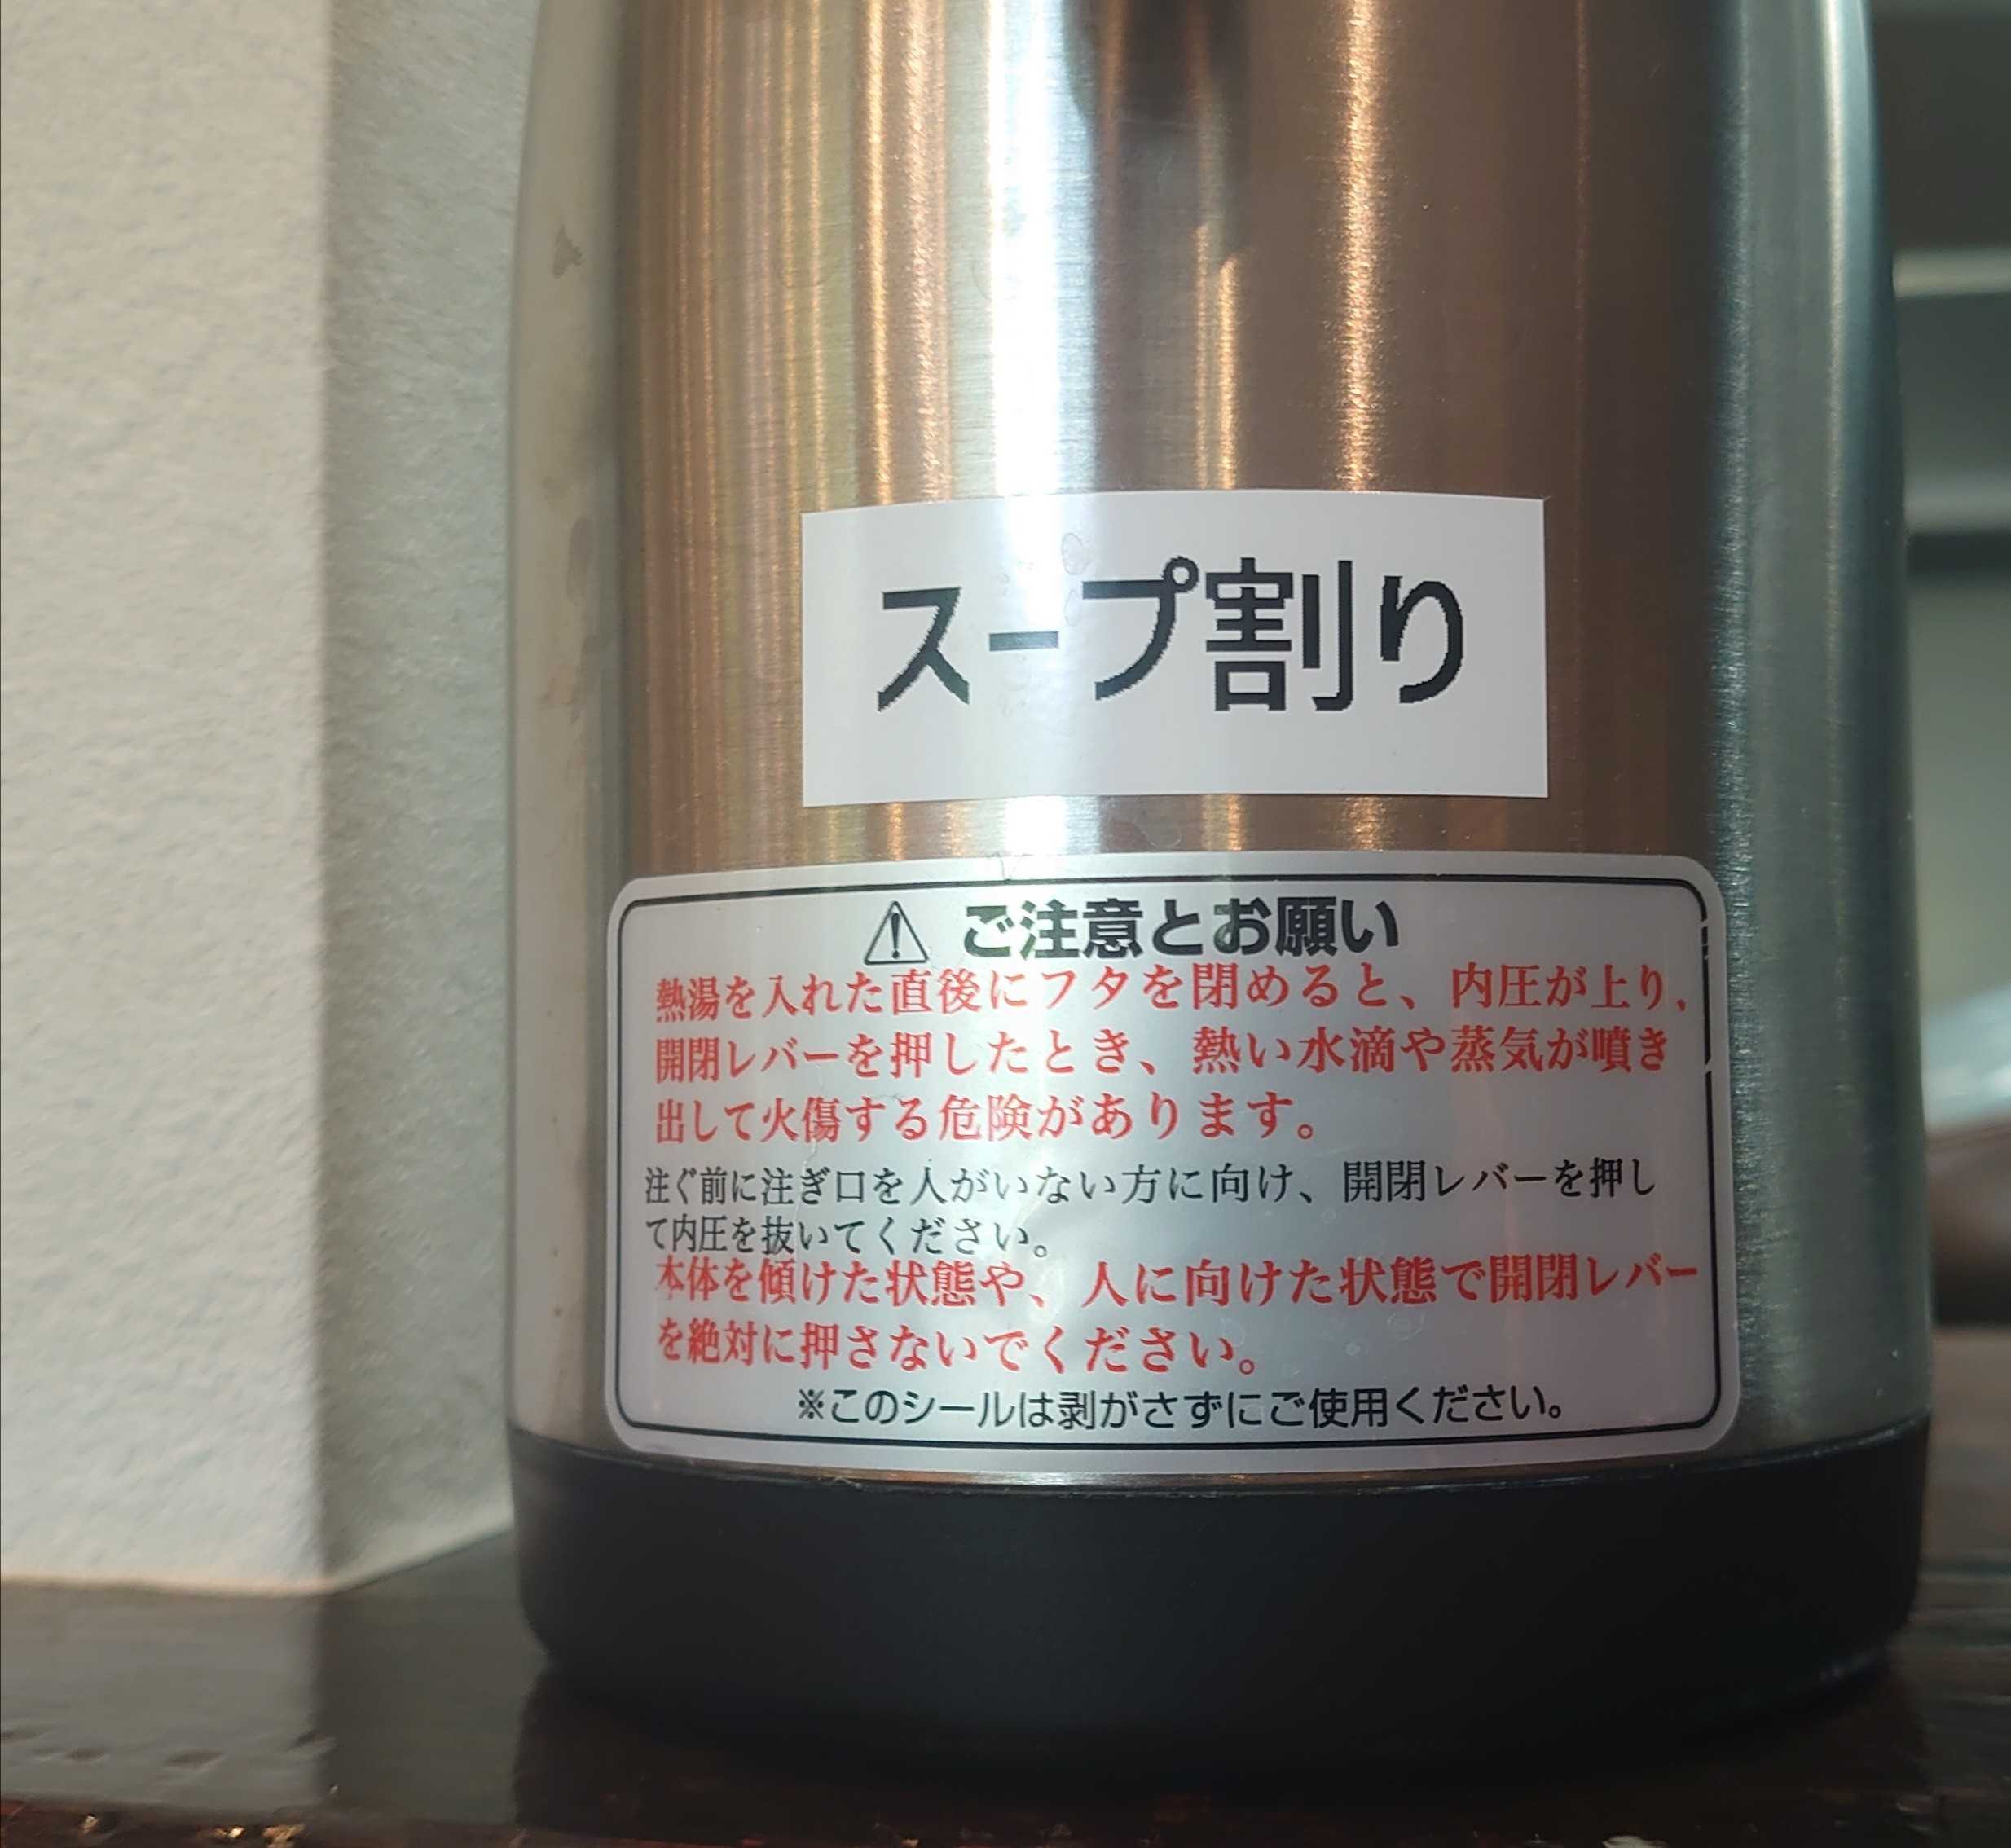 スープ割り
⚠ ご注意とお願い
熱湯を入れた直後にフタを閉めると、内圧が上り、
開閉レバーを押したとき、熱い水滴や蒸気が噴き
出して火傷する危険があります。
注ぐ前に注ぎ口を人がいない方に向け、開閉レバーを押し
て内圧を抜いてください。
本体を傾けた状態や、人に向けた状態で開閉レバー
を絶対に押さないでください。
※このシールは剥がさずにご使用ください。